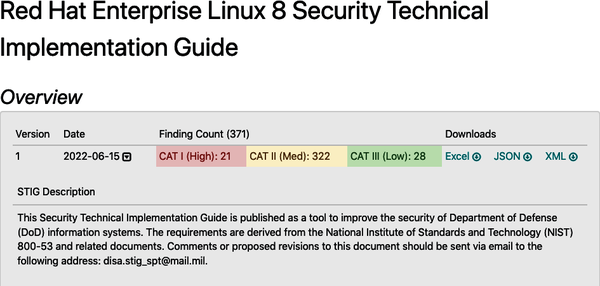 Red Hat Enterprise Linux 8 Security Technical
Implementation Guide
Overview
Version Date Finding Count (371) Downloads
1 2022-06-15 CAT I (High): 21 CAT II (Med): 322 CAT III (Low): 28 Excel JSON XML
STIG Description
This Security Technical Implementation Guide is published as a tool to improve the security of Department of Defense
(DoD) information systems. The requirements are derived from the National Institute of Standards and Technology (NIST)
800-53 and related documents. Comments or proposed revisions to this document should be sent via email to the
following address: disa.stig_spt@mail.mil.